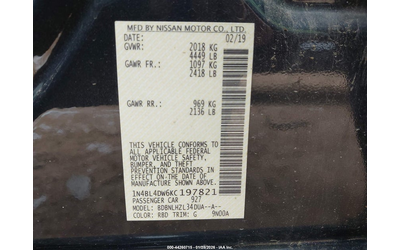 MFD BY NISSAN MOTOR CO., LTD.
DATE: 02/19
GVWR: 2018 KG
4449 LB
GAWR FR: 1097 KG
2418 LB
GAWR RR: 969 KG
2136 LB
THIS VEHICLE CONFORMS TO ALL
APPLICABLE FEDERAL MOTOR
VEHICLE SAFETY, BUMPER, AND
THEFT PREVENTION STANDARDS
IN EFFECT ON THE DATE OF
MANUFACTURE SHOWN ABOVE.
1N4BL4DW6KC197821
PASSENGER CAR 927
MODEL: BDBNLHZL34DUA--A--
COLOR: RBD TRIM: G 9N00A